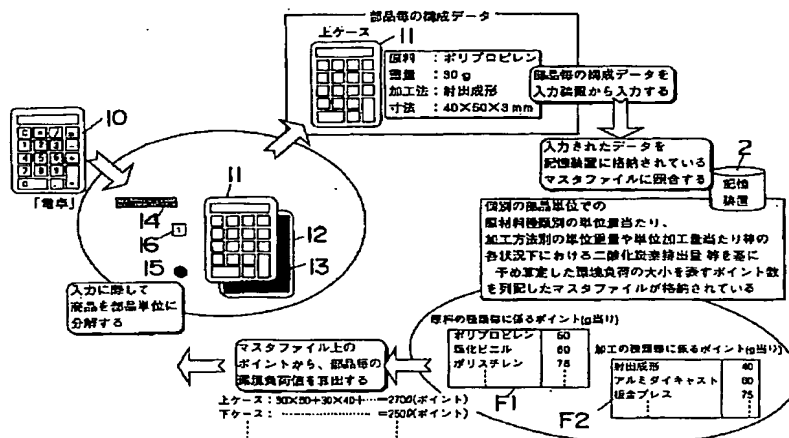 部品毎の構成データ
上ケース
11
原料：ポリプロピレン
重量：30g
加工法：射出成形
寸法：40×50×3mm
部品毎の構成データを
入力装置から入力する
10
「電卓」
入力されたデータを
記憶装置に格納されている
マスタファイルに照合する
2
記憶
装置
11
14
16
1
12
13
15
入力に際して
商品を部品単位に
分解する
個別の部品単位での
原材料種類別の単位量当たり、
加工方法別の単位重量や単位加工量当たり等の
各状況下における二酸化炭素排出量 等を基に
予め算定した環境負荷の大小を表すポイント数
を列記したマスタファイルが格納されている
原料の種類毎に係るポイント(g当り)
ポリプロピレン 50
塩化ビニル 60
ポリスチレン 75
F1
加工の種類毎に係るポイント(g当り)
射出成形 40
アルミダイキャスト 60
板金プレス 75
F2
マスタファイル上の
ポイントから、部品毎の
環境負荷値を算出する
上ケース：30×50+30×40+‥‥=2700(ポイント)
下ケース：‥‥‥‥=2500(ポイント)